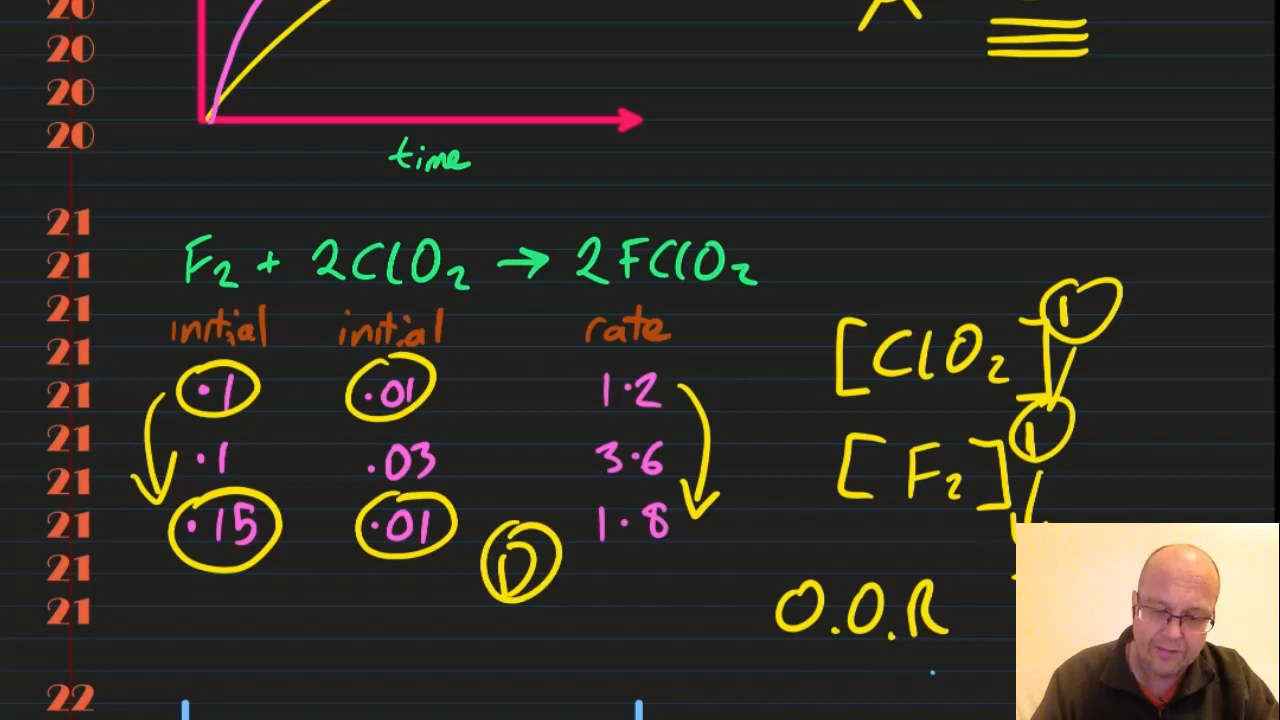 20
20
20
20
time
21
F₂ + 2ClO₂ → 2FClO₂
21
21
initial initial rate
21
[ClO₂]¹
21 .1 .01 1.2
21
.1 .03 3.6
[F₂]¹
21
21 .15 .01 1.8
21
D
21
O.O.R
22